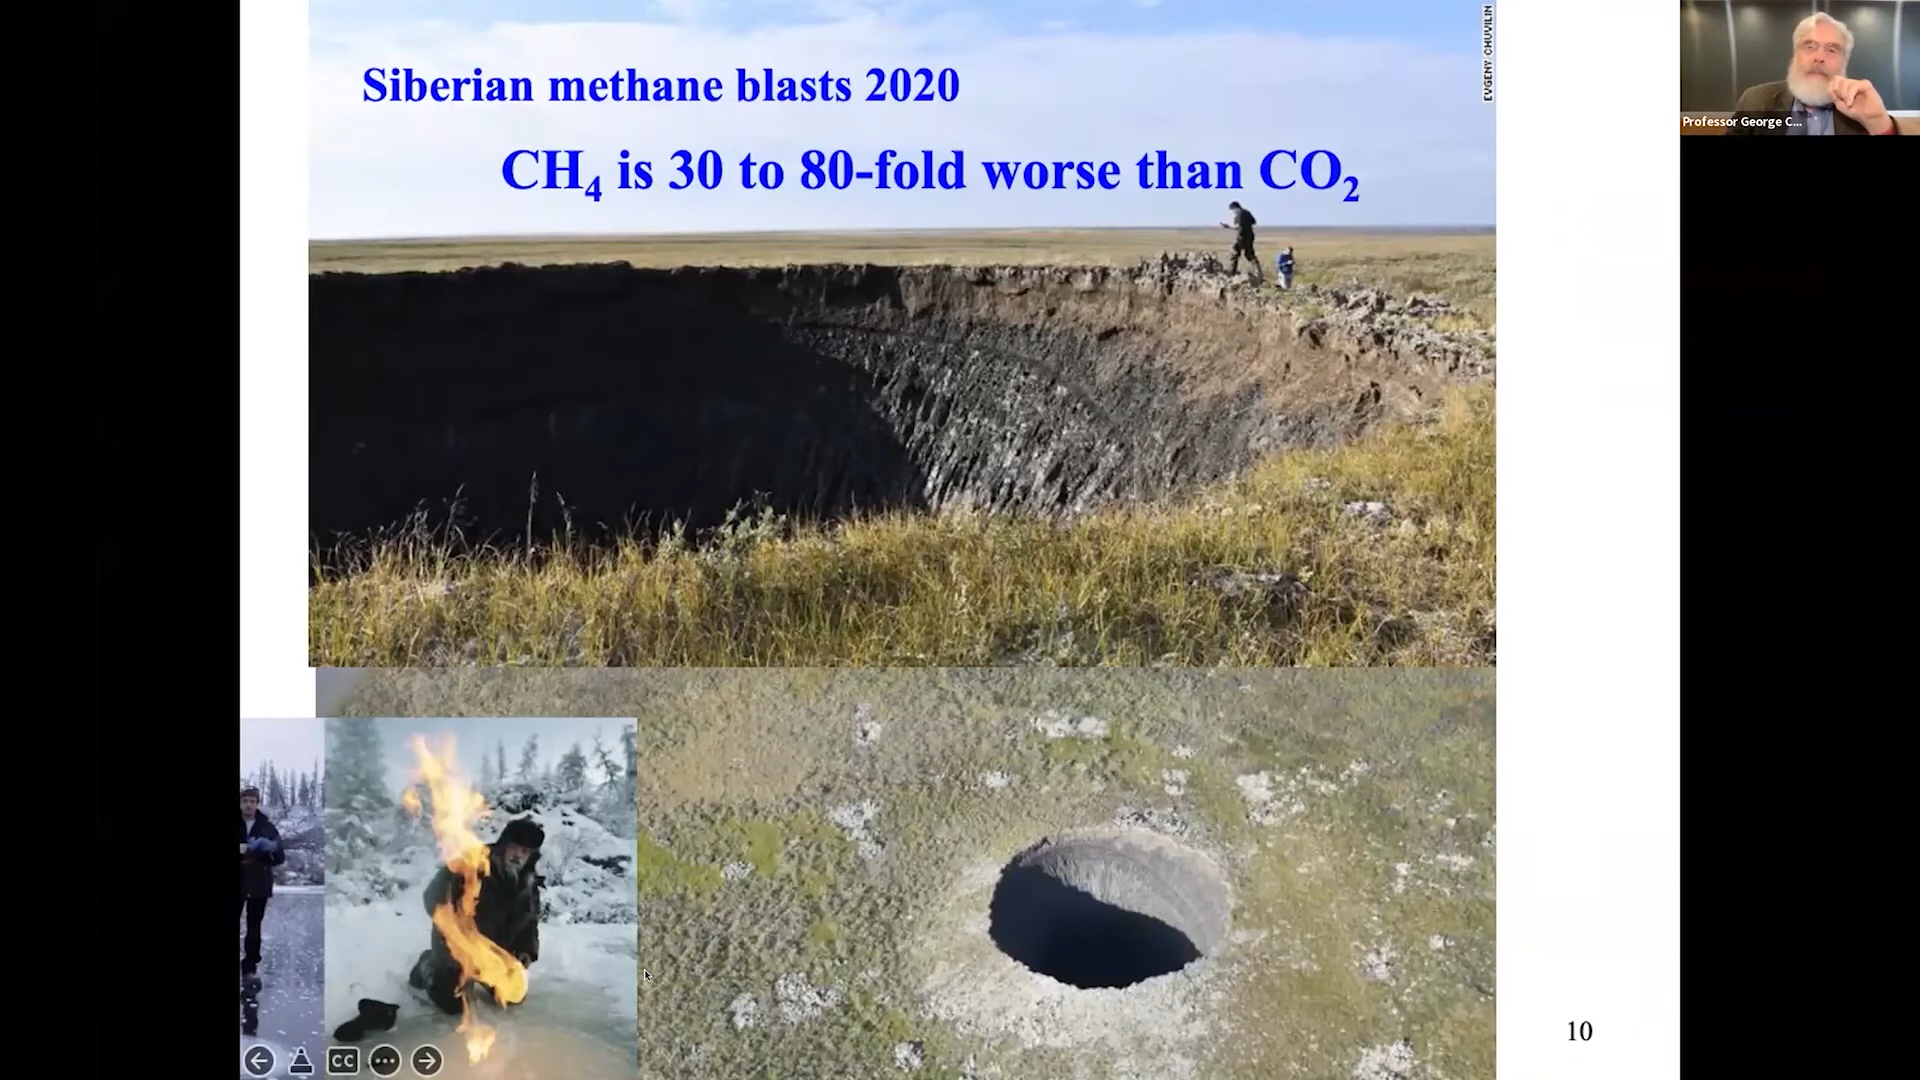 Siberian methane blasts 2020
CH₄ is 30 to 80-fold worse than CO₂
EVGENY CHUVILIN
Professor George C...
CC
10